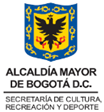 ALCALDÍA MAYOR
DE BOGOTÁ D.C.
SECRETARÍA DE CULTURA,
RECREACIÓN Y DEPORTE